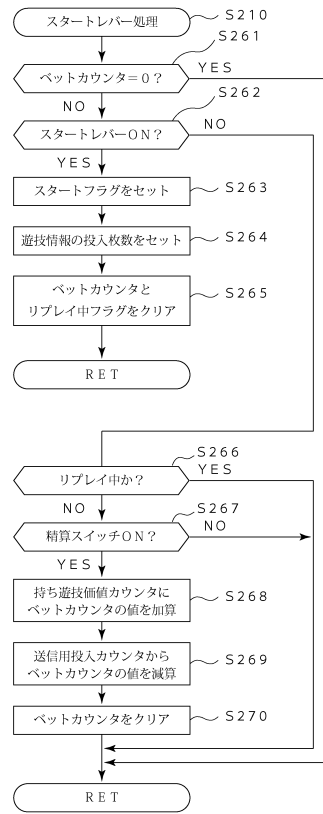 スタートレバー処理
S210
S261
ベットカウンタ＝0？
YES
NO
S262
スタートレバーON？
NO
YES
スタートフラグをセット
S263
遊技情報の投入枚数をセット
S264
ベットカウンタと
リプレイ中フラグをクリア
S265
RET
S266
リプレイ中か？
YES
NO
S267
精算スイッチON？
NO
YES
持ち遊技価値カウンタに
ベットカウンタの値を加算
S268
送信用投入カウンタから
ベットカウンタの値を減算
S269
ベットカウンタをクリア
S270
RET